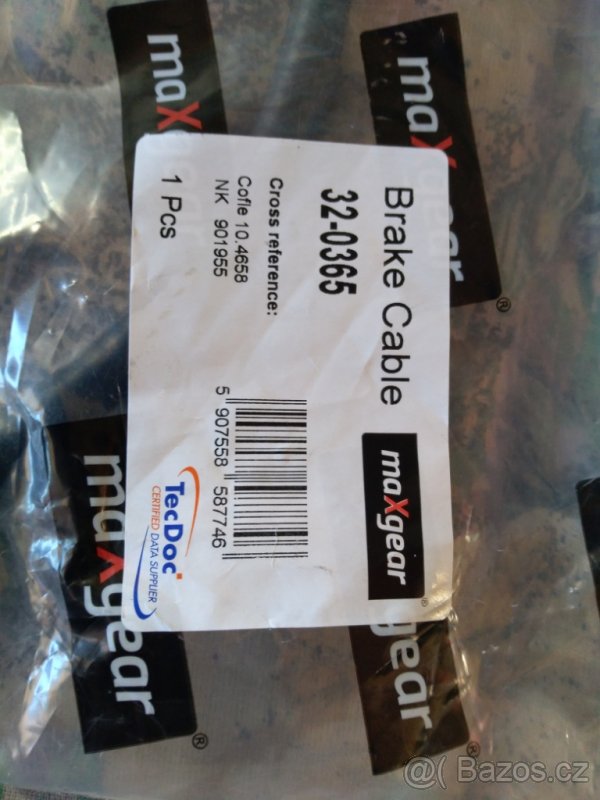 Brake Cable
maxgear®
32-0365
Cross reference:
Cofle 10.4658
NK 901955
1 Pcs
5 907558 587746
TecDoc
CERTIFIED DATA SUPPLIER
maxgear®
maxgear
maxgear®
gear
@( Bazos.cz